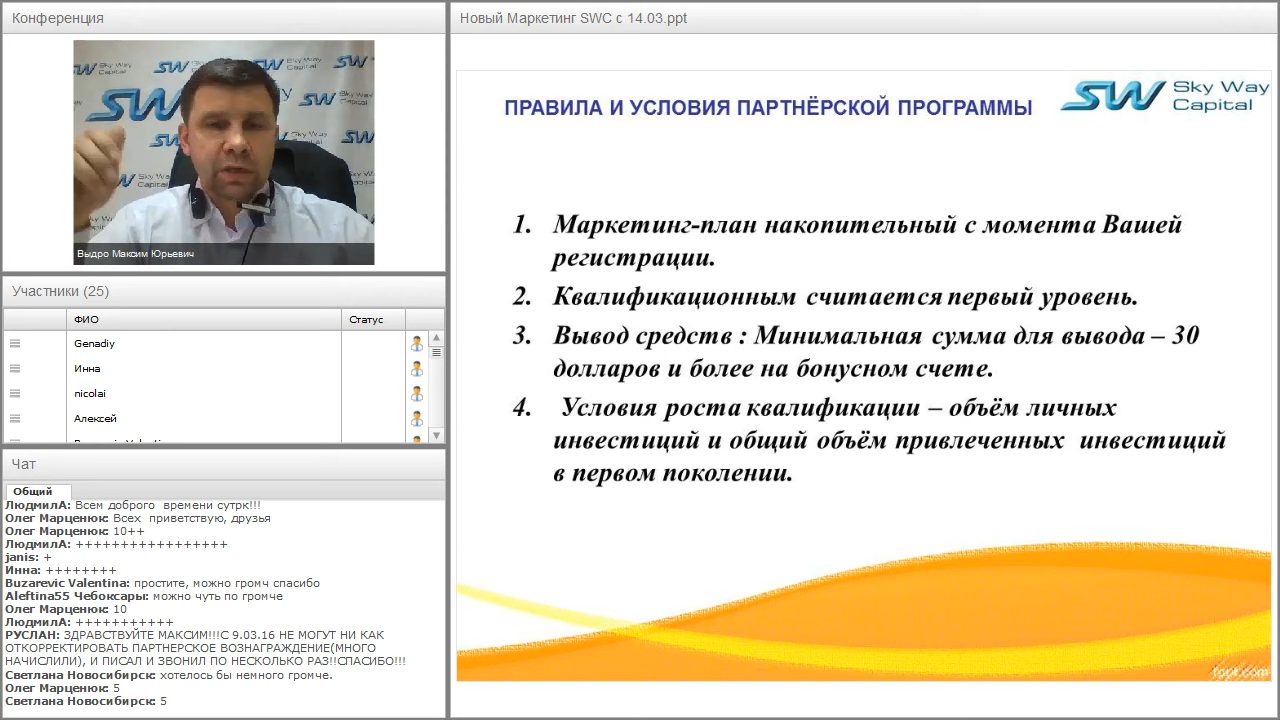 Конференция
SW Sky Way Capital
Выдро Максим Юрьевич
Участники (25)
ФИО Статус
Genadiy
Инна
nicolai
Алексей
Чат
Общий
ЛюдмилА: Всем доброго времени сутрк!!!
Олег Марценюк: Всех приветствую, друзья
Олег Марценюк: 10++
ЛюдмилА: +++++++++++++++++
janis: +
Инна: ++++++++
Buzarevic Valentina: простите, можно громч спасибо
Aleftina55 Чебоксары: можно чуть по громче
Олег Марценюк: 10
ЛюдмилА: +++++++++++
РУСЛАН: ЗДРАВСТВУЙТЕ МАКСИМ!!!С 9.03.16 НЕ МОГУТ НИ КАК
ОТКОРРЕКТИРОВАТЬ ПАРТНЕРСКОЕ ВОЗНАГРАЖДЕНИЕ(МНОГО
НАЧИСЛИЛИ), И ПИСАЛ И ЗВОНИЛ ПО НЕСКОЛЬКО РАЗ!!СПАСИБО!!!
Светлана Новосибирск: хотелось бы немного громче.
Олег Марценюк: 5
Светлана Новосибирск: 5
Новый Маркетинг SWC с 14.03.ppt
ПРАВИЛА И УСЛОВИЯ ПАРТНЁРСКОЙ ПРОГРАММЫ
SW Sky Way
Capital
1. Маркетинг-план накопительный с момента Вашей
регистрации.
2. Квалификационным считается первый уровень.
3. Вывод средств : Минимальная сумма для вывода – 30
долларов и более на бонусном счете.
4. Условия роста квалификации – объём личных
инвестиций и общий объём привлеченных инвестиций
в первом поколении.
fppt.com